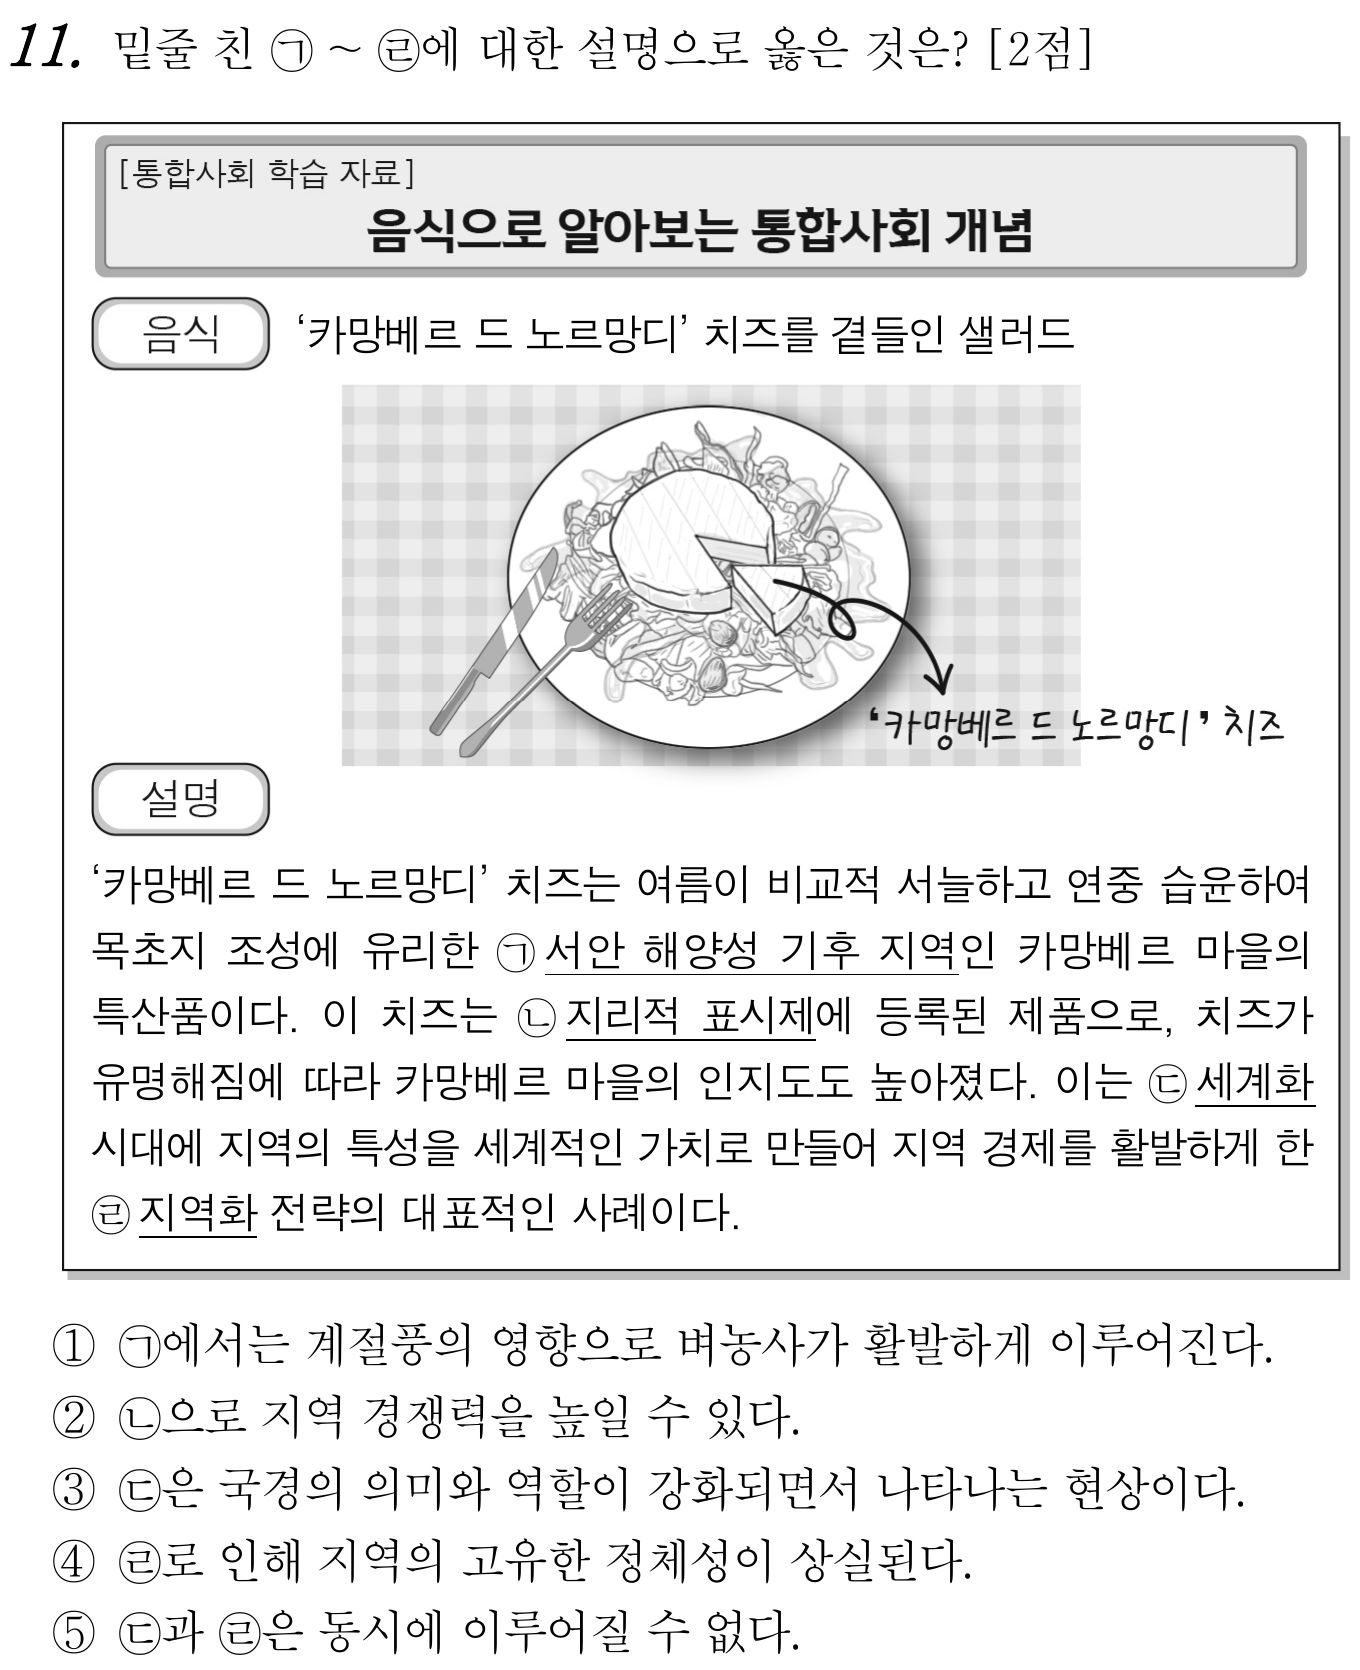 11. 밑줄 친 ㉠ ~ ㉣에 대한 설명으로 옳은 것은? [2점]
[통합사회 학습 자료]
음식으로 알아보는 통합사회 개념
음식 ‘카망베르 드 노르망디’ 치즈를 곁들인 샐러드
‘카망베르 드 노르망디’ 치즈
설명
‘카망베르 드 노르망디’ 치즈는 여름이 비교적 서늘하고 연중 습윤하여
목초지 조성에 유리한 ㉠서안 해양성 기후 지역인 카망베르 마을의
특산품이다. 이 치즈는 ㉡지리적 표시제에 등록된 제품으로, 치즈가
유명해짐에 따라 카망베르 마을의 인지도도 높아졌다. 이는 ㉢세계화
시대에 지역의 특성을 세계적인 가치로 만들어 지역 경제를 활발하게 한
㉣지역화 전략의 대표적인 사례이다.
① ㉠에서는 계절풍의 영향으로 벼농사가 활발하게 이루어진다.
② ㉡으로 지역 경쟁력을 높일 수 있다.
③ ㉢은 국경의 의미와 역할이 강화되면서 나타나는 현상이다.
④ ㉣로 인해 지역의 고유한 정체성이 상실된다.
⑤ ㉢과 ㉣은 동시에 이루어질 수 없다.